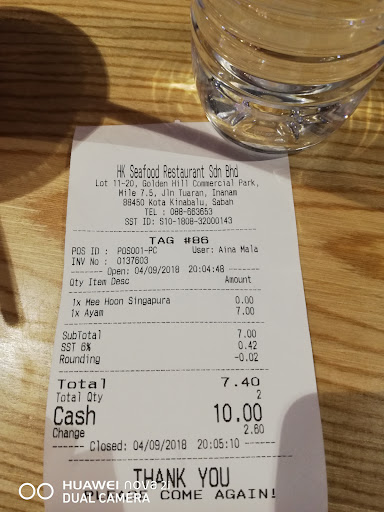 HK Seafood Restaurant Sdn Bhd
Lot 11-20, Golden Hill Commercial Park,
Mile 7.5, Jln Tuaran, Inanam
88450 Kota Kinabalu, Sabah
TEL : 088-663653
SST ID: S10-1808-32000143
TAG #86
POS ID : POS001-PC User: Aina Mala
INV No : 0137603
Open: 04/09/2018 20:04:48
Qty Item Desc Amount
1x Mee Hoon Singapura 0.00
1x Ayam 7.00
SubTotal 7.00
SST 6% 0.42
Rounding -0.02
Total 7.40
Total Qty 2
Cash 10.00
Change 2.60
Closed: 04/09/2018 20:05:10
THANK YOU
COME AGAIN!
HUAWEI nova 2i
DUAL CAMERA